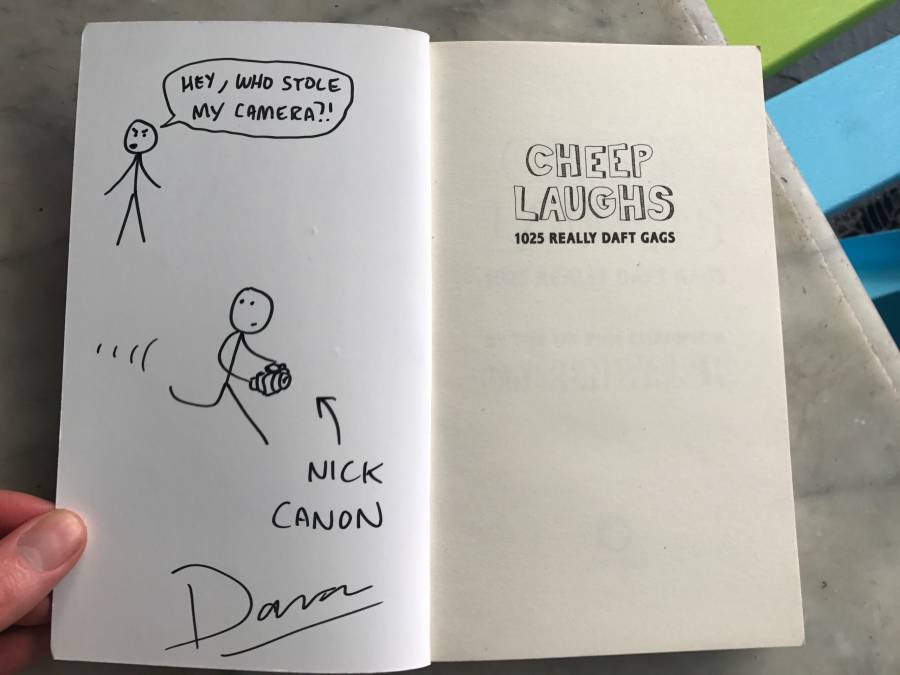 HEY, WHO STOLE
MY CAMERA?!
NICK
CANON
Dara
CHEEP
LAUGHS
1025 REALLY DAFT GAGS